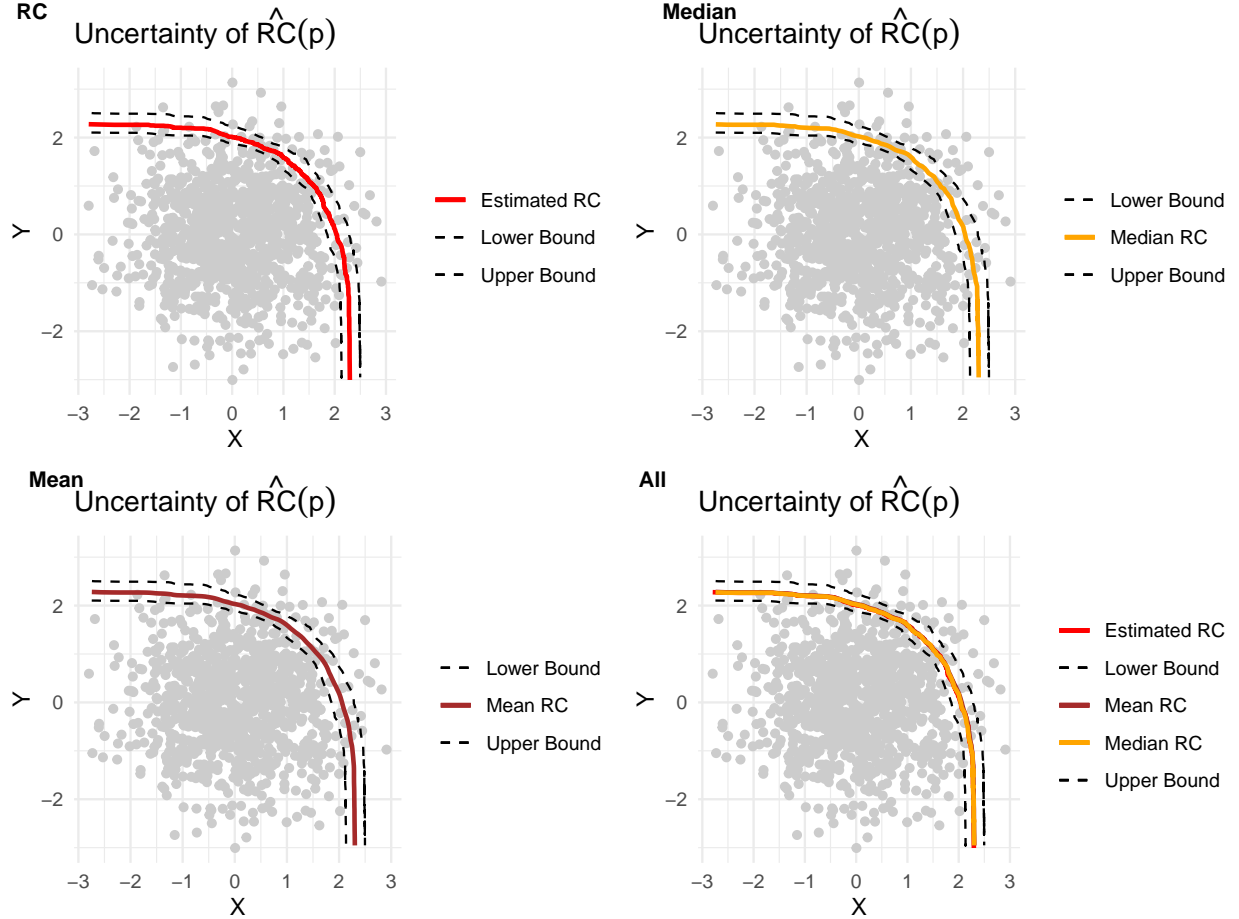 RC
Uncertainty of R̂C(p)
Y
2
0
−2
−3 −2 −1 0 1 2 3
X
Estimated RC
Lower Bound
Upper Bound
Median
Uncertainty of R̂C(p)
Y
2
0
−2
−3 −2 −1 0 1 2 3
X
Lower Bound
Median RC
Upper Bound
Mean
Uncertainty of R̂C(p)
Y
2
0
−2
−3 −2 −1 0 1 2 3
X
Lower Bound
Mean RC
Upper Bound
All
Uncertainty of R̂C(p)
Y
2
0
−2
−3 −2 −1 0 1 2 3
X
Estimated RC
Lower Bound
Mean RC
Median RC
Upper Bound